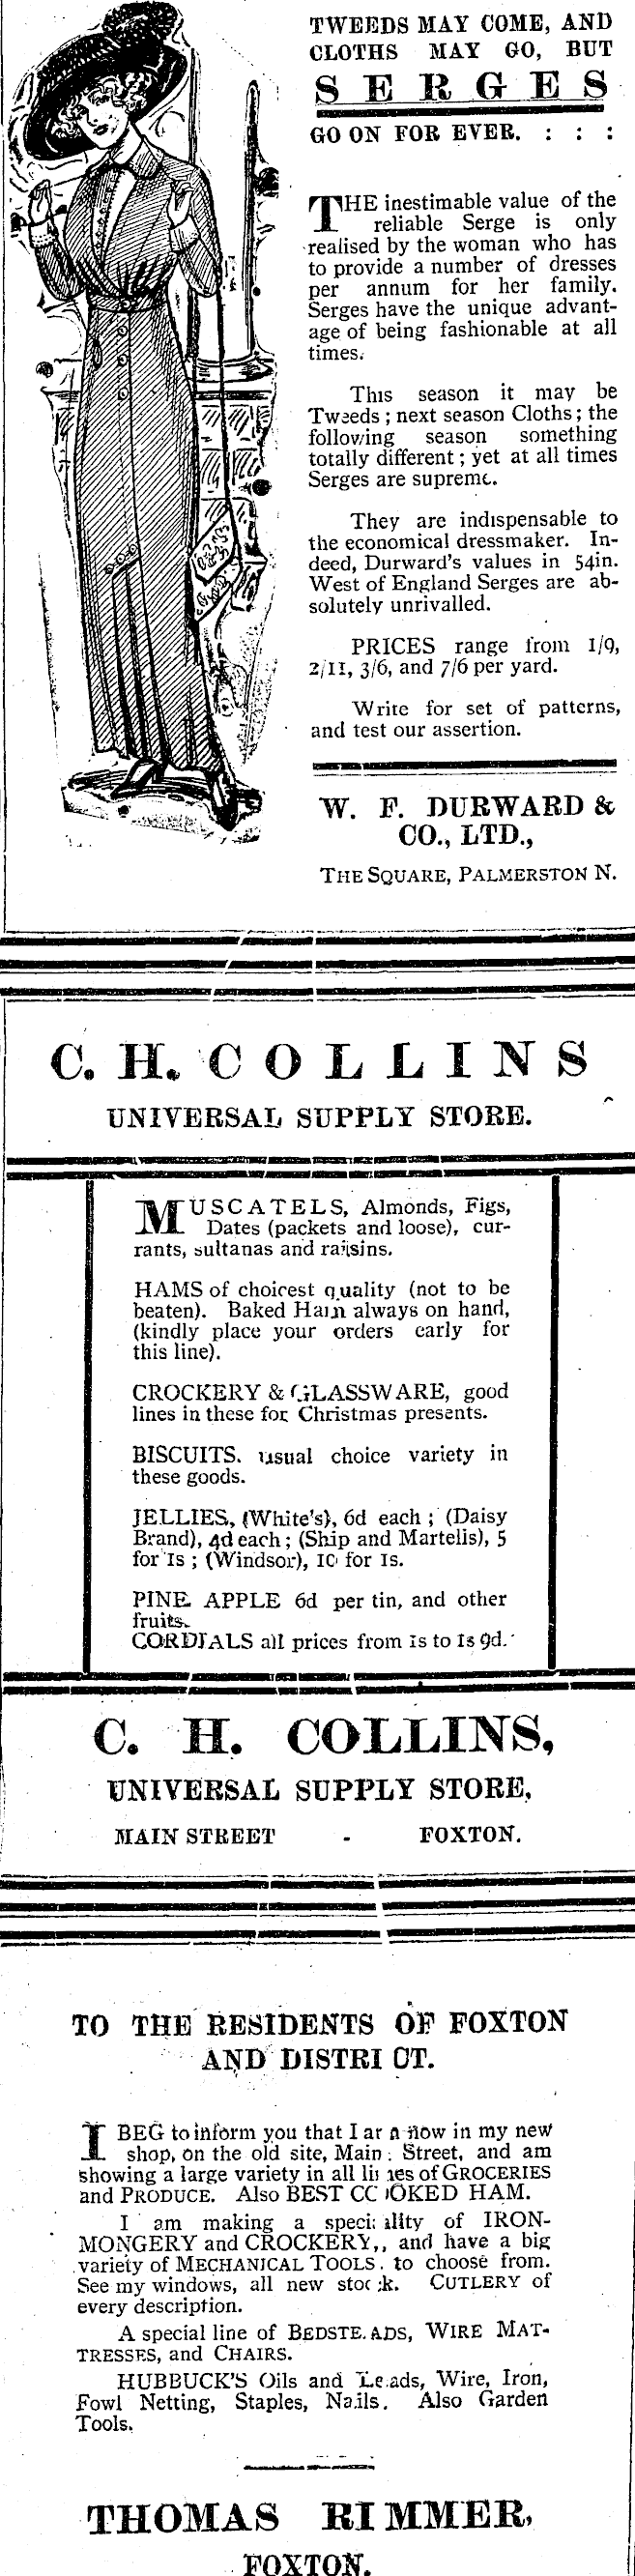 TWEEDS MAY COME, AND
CLOTHS MAY GO, BUT
SERGES
GO ON FOR EVER. : : :
THE inestimable value of the
reliable Serge is only
realised by the woman who has
to provide a number of dresses
per annum for her family.
Serges have the unique advant-
age of being fashionable at all
times.
This season it may be
Tweeds ; next season Cloths ; the
following season something
totally different ; yet at all times
Serges are supreme.
They are indispensable to
the economical dressmaker. In-
deed, Durward's values in 54in.
West of England Serges are ab-
solutely unrivalled.
PRICES range from 1/9,
2/11, 3/6, and 7/6 per yard.
Write for set of patterns,
and test our assertion.
W. F. DURWARD &
CO., LTD.,
THE SQUARE, PALMERSTON N.
C. H. COLLINS
UNIVERSAL SUPPLY STORE.
MUSCATELS, Almonds, Figs,
Dates (packets and loose), cur-
rants, sultanas and raisins.
HAMS of choicest quality (not to be
beaten). Baked Ham always on hand,
(kindly place your orders early for
this line).
CROCKERY & GLASSWARE, good
lines in these for Christmas presents.
BISCUITS. usual choice variety in
these goods.
JELLIES, (White's), 6d each ; (Daisy
Brand), 4d each ; (Ship and Martells), 5
for 1s ; (Windsor), 10 for 1s.
PINE APPLE 6d per tin, and other
fruits.
CORDIALS all prices from 1s to 1s 9d.
C. H. COLLINS,
UNIVERSAL SUPPLY STORE,
MAIN STREET - FOXTON.
TO THE RESIDENTS OF FOXTON
AND DISTRICT.
I BEG to inform you that I am now in my new
shop, on the old site, Main Street, and am
showing a large variety in all lines of GROCERIES
and PRODUCE. Also BEST COOKED HAM.
I am making a speciality of IRON-
MONGERY and CROCKERY,, and have a big
variety of MECHANICAL TOOLS. to choose from.
See my windows, all new stock. CUTLERY of
every description.
A special line of BEDSTEADS, WIRE MAT-
TRESSES, and CHAIRS.
HUBBUCK'S Oils and Leads, Wire, Iron,
Fowl Netting, Staples, Nails. Also Garden
Tools.
THOMAS RIMMER,
FOXTON.